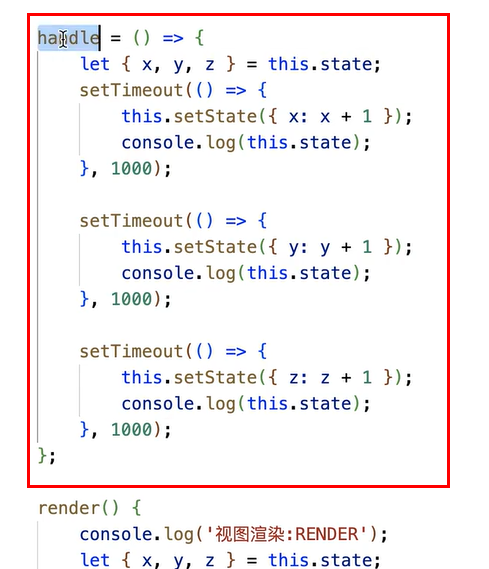 handle = () => {
    let { x, y, z } = this.state;
    setTimeout(() => {
        this.setState({ x: x + 1 });
        console.log(this.state);
    }, 1000);

    setTimeout(() => {
        this.setState({ y: y + 1 });
        console.log(this.state);
    }, 1000);

    setTimeout(() => {
        this.setState({ z: z + 1 });
        console.log(this.state);
    }, 1000);
};

render() {
    console.log('视图渲染:RENDER');
    let { x, y, z } = this.state;